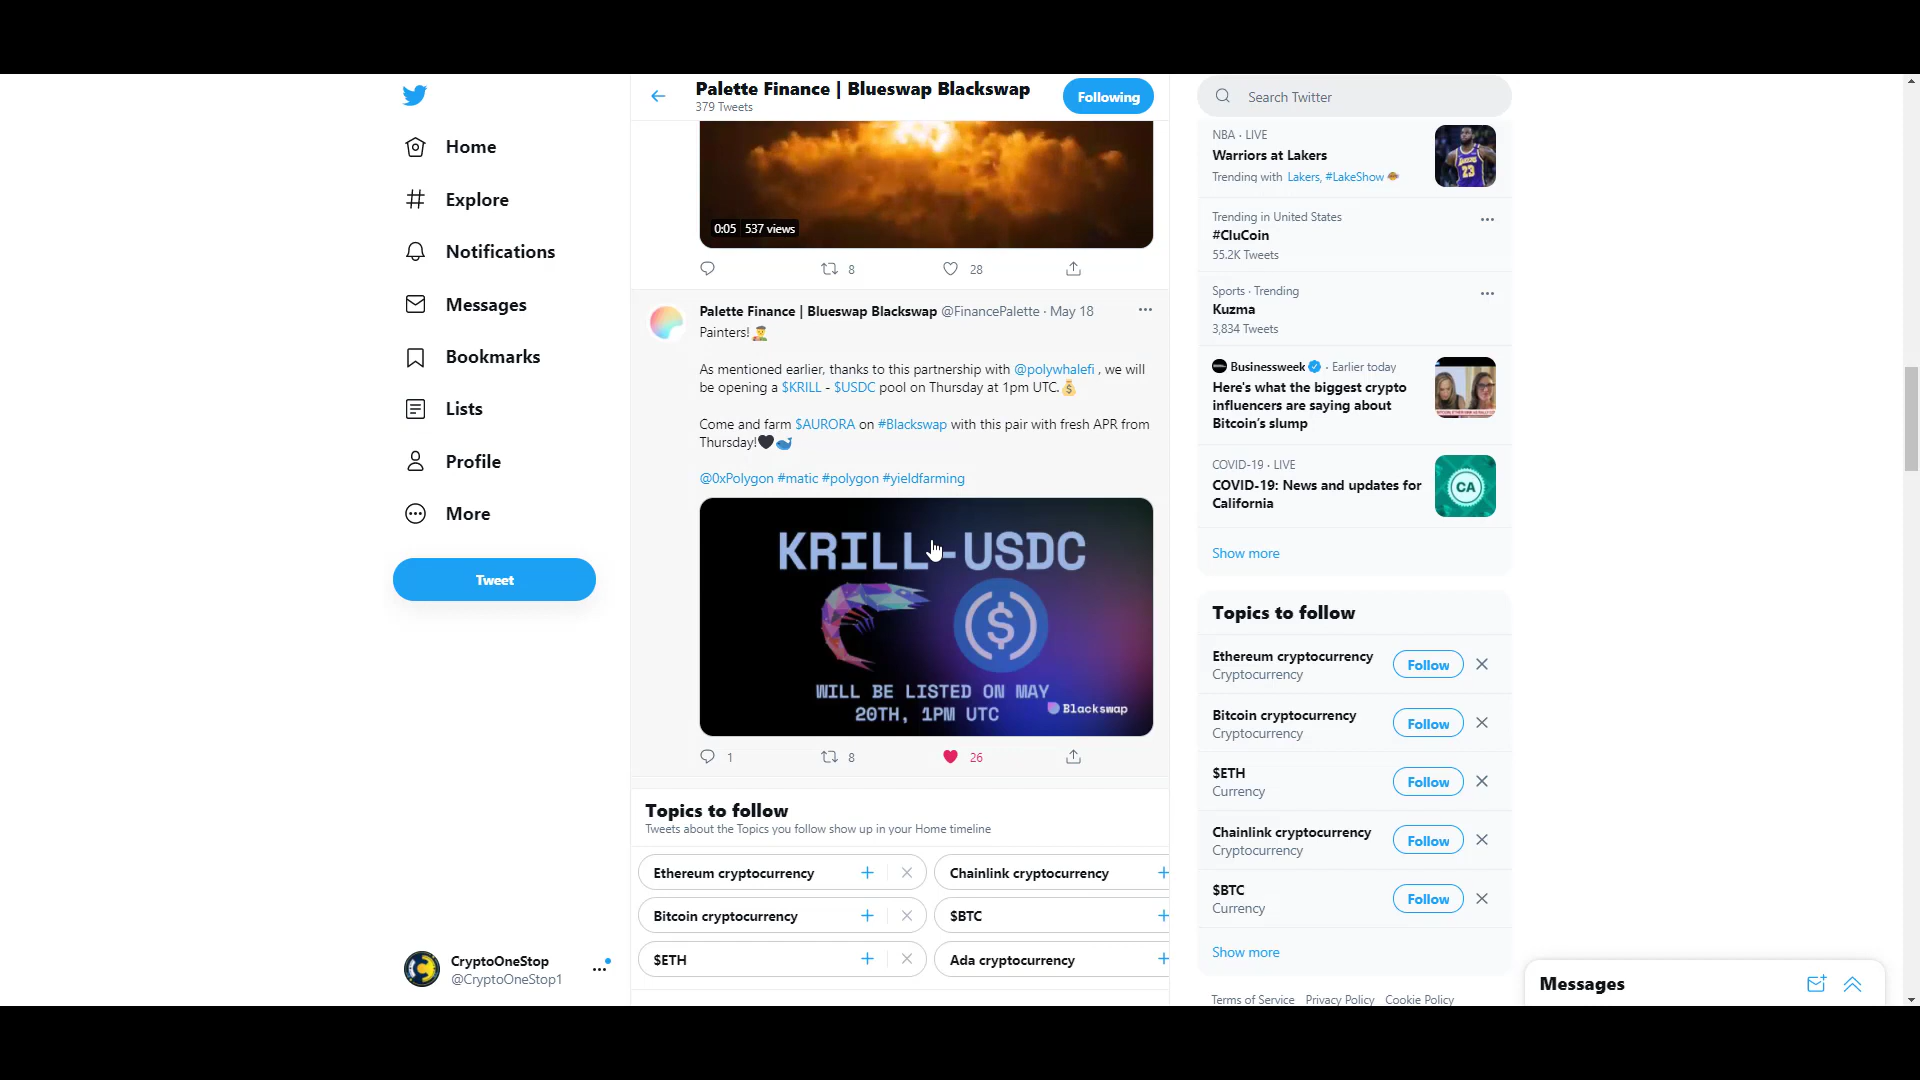 Home
Explore
Notifications
Messages
Bookmarks
Lists
Profile
More
Tweet
CryptoOneStop
@CryptoOneStop1
Palette Finance | Blueswap Blackswap
379 Tweets
Following
0:05 537 views
8 28
Palette Finance | Blueswap Blackswap @FinancePalette · May 18
Painters!
As mentioned earlier, thanks to this partnership with @polywhalefi , we will
be opening a $KRILL - $USDC pool on Thursday at 1pm UTC.
Come and farm $AURORA on #Blackswap with this pair with fresh APR from
Thursday!
@0xPolygon #matic #polygon #yieldfarming
KRILL-USDC
WILL BE LISTED ON MAY
20TH, 1PM UTC
Blackswap
1 8 26
Topics to follow
Tweets about the Topics you follow show up in your Home timeline
Ethereum cryptocurrency
Chainlink cryptocurrency
Bitcoin cryptocurrency
$BTC
$ETH
Ada cryptocurrency
Search Twitter
NBA · LIVE
Warriors at Lakers
Trending with Lakers, #LakeShow
23
Trending in United States
#CluCoin
55.2K Tweets
Sports · Trending
Kuzma
3,834 Tweets
Businessweek · Earlier today
Here's what the biggest crypto
influencers are saying about
Bitcoin's slump
COVID-19 · LIVE
COVID-19: News and updates for
California
CA
Show more
Topics to follow
Ethereum cryptocurrency
Cryptocurrency
Follow
Bitcoin cryptocurrency
Cryptocurrency
Follow
$ETH
Currency
Follow
Chainlink cryptocurrency
Cryptocurrency
Follow
$BTC
Currency
Follow
Show more
Terms of Service Privacy Policy Cookie Policy
Messages